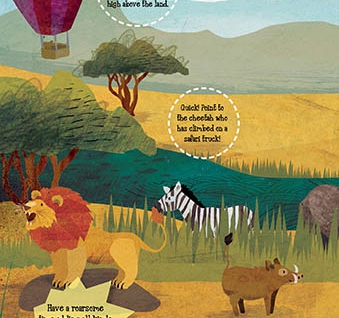 high above the land.
Quick! Point to
the cheetah who
has climbed on a
safari truck!
Have a roarsome